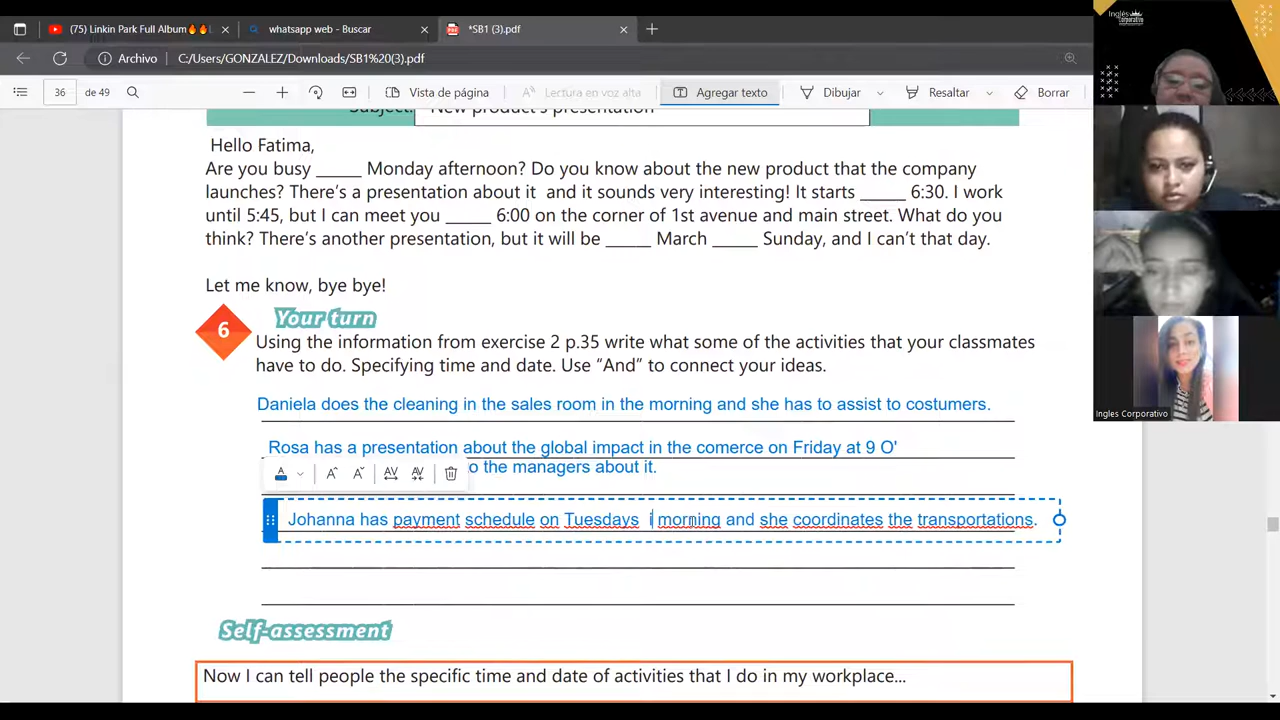 (75) Linkin Park Full Album🔥🔥L
whatsapp web - Buscar
*SB1 (3).pdf
Archivo
C:/Users/GONZALEZ/Downloads/SB1%20(3).pdf
36
de 49
Vista de página
Lectura en voz alta
Agregar texto
Dibujar
Resaltar
Borrar
Subject: New product's presentation
Hello Fatima,
Are you busy _____ Monday afternoon? Do you know about the new product that the company
launches? There's a presentation about it and it sounds very interesting! It starts _____ 6:30. I work
until 5:45, but I can meet you _____ 6:00 on the corner of 1st avenue and main street. What do you
think? There's another presentation, but it will be _____ March _____ Sunday, and I can't that day.
Let me know, bye bye!
6
Your turn
Using the information from exercise 2 p.35 write what some of the activities that your classmates
have to do. Specifying time and date. Use “And” to connect your ideas.
Daniela does the cleaning in the sales room in the morning and she has to assist to costumers.
Rosa has a presentation about the global impact in the comerce on Friday at 9 O'
o the managers about it.
Johanna has payment schedule on Tuesdays i morning and she coordinates the transportations.
Self-assessment
Now I can tell people the specific time and date of activities that I do in my workplace...
Inglés
Corporativo
Ingles Corporativo